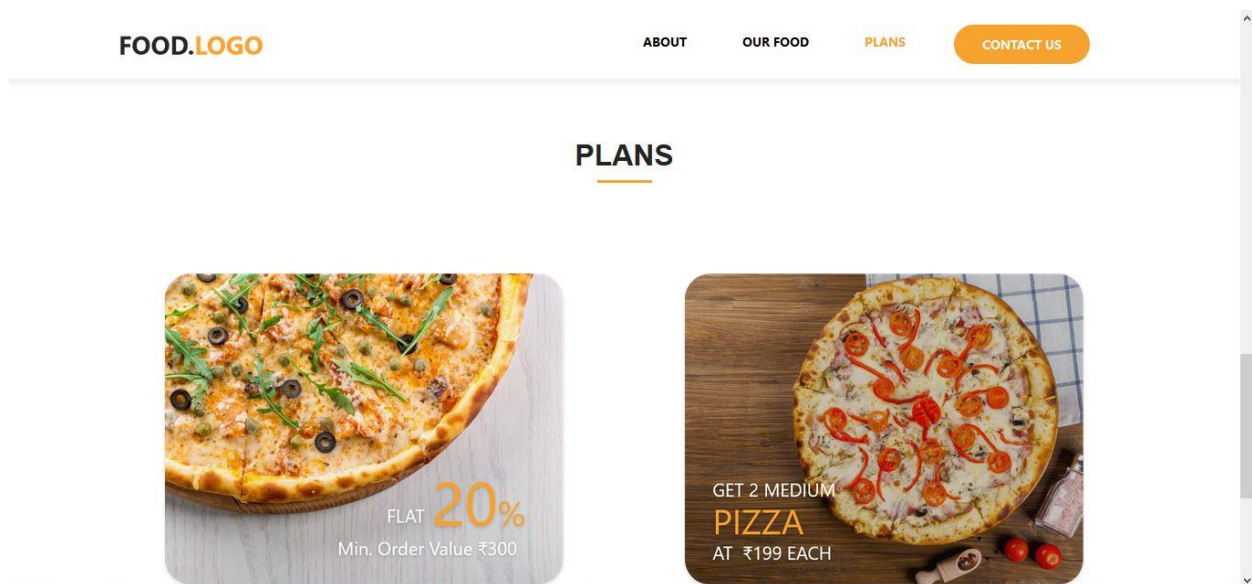 FOOD.LOGO
ABOUT OUR FOOD PLANS CONTACT US
PLANS
FLAT 20%
Min. Order Value ₹300
GET 2 MEDIUM
PIZZA
AT ₹199 EACH